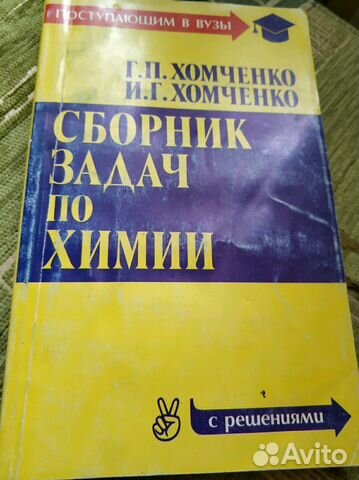 ПОСТУПАЮЩИМ В ВУЗЫ
Г.П. ХОМЧЕНКО
И.Г. ХОМЧЕНКО
СБОРНИК
ЗАДАЧ
ПО
ХИМИИ
С РЕШЕНИЯМИ
Avito